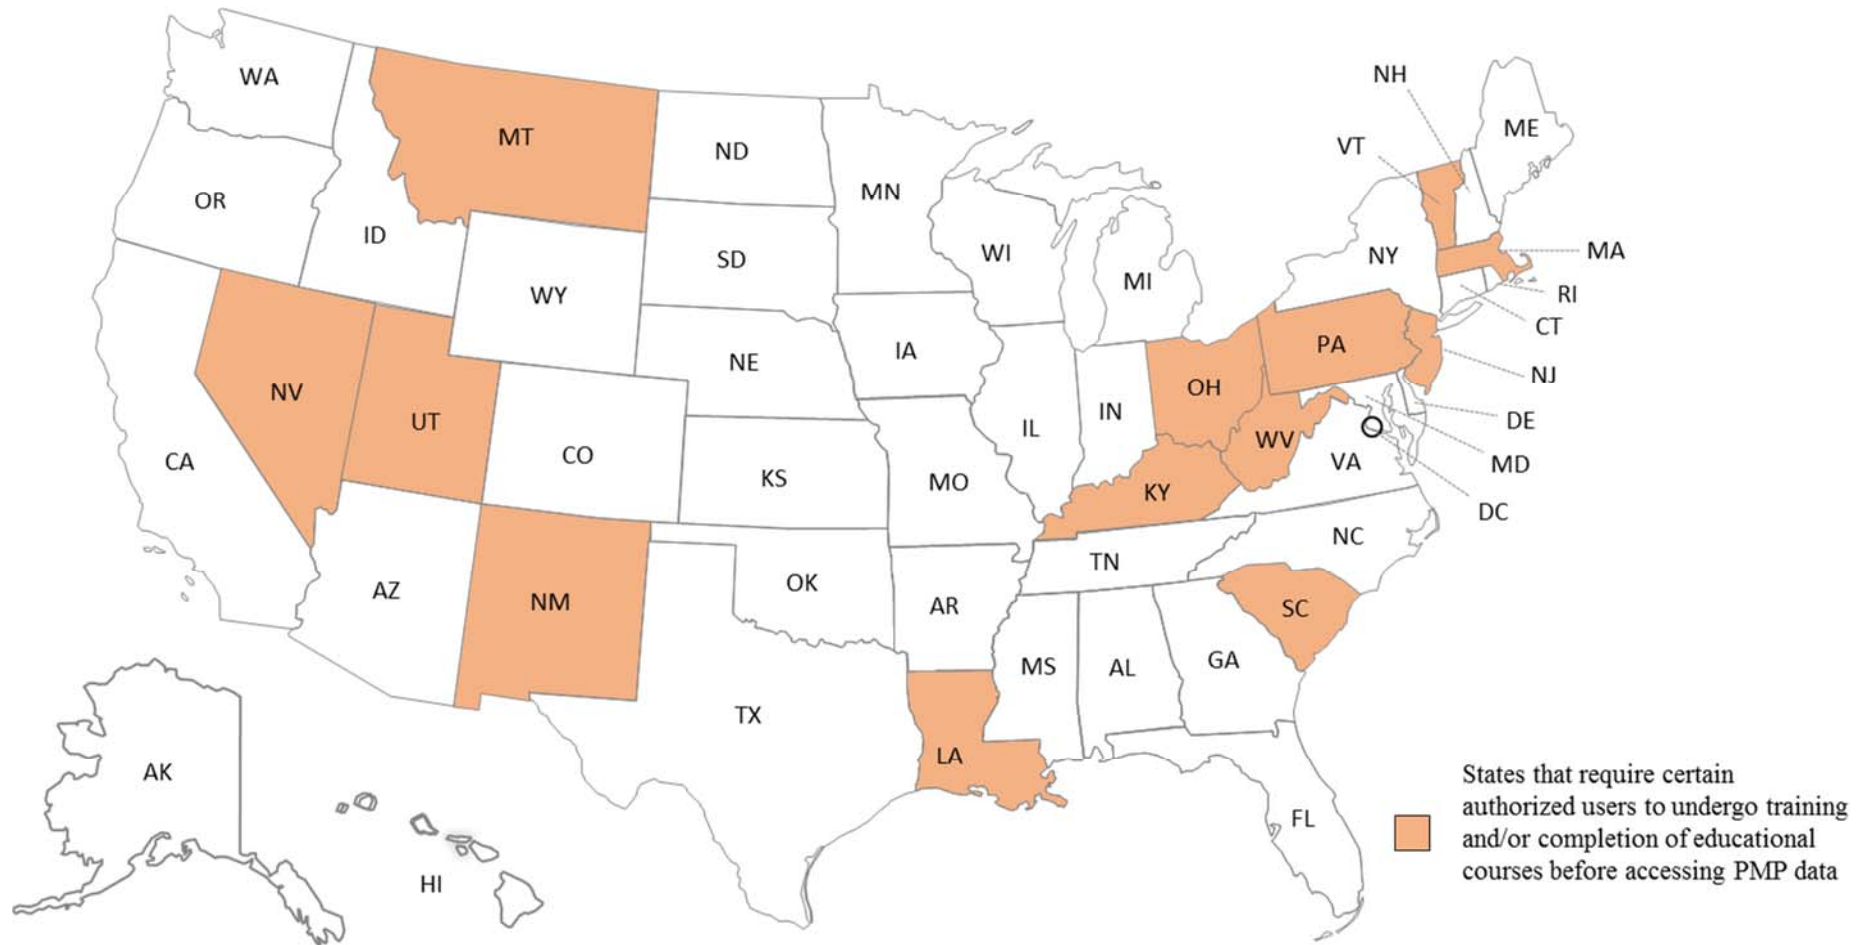 WA
NH
ME
MT
VT
ND
MN
OR
ID
MA
WI
NY
SD
MI
RI
WY
CT
PA
IA
NE
NJ
OH
NV
IN
UT
DE
IL
WV
CO
CA
VA
MD
KS
MO
KY
DC
NC
TN
OK
AZ
NM
AR
SC
GA
MS
AL
TX
LA
AK
FL
HI
States that require certain
authorized users to undergo training
and/or completion of educational
courses before accessing PMP data